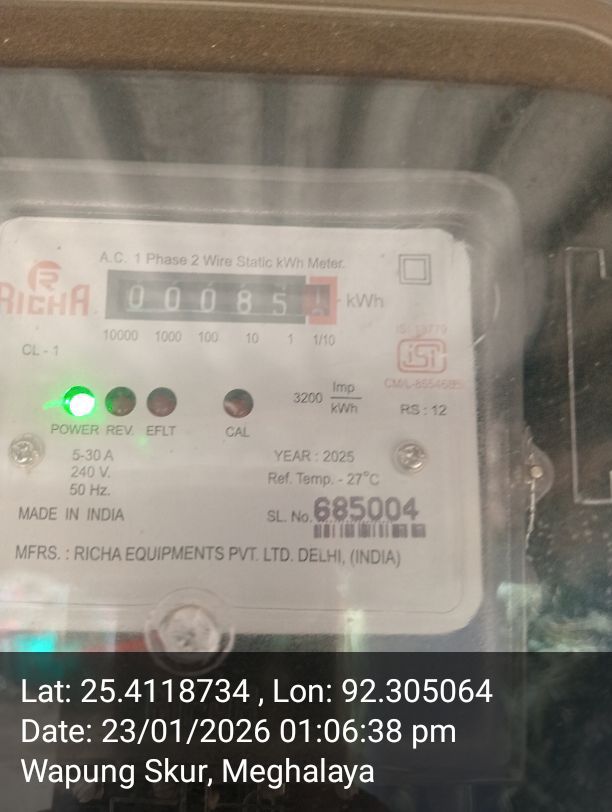 A.C. 1 Phase 2 Wire Static kWh Meter.
RICHA
0 0 0 8 5 kWh
10000 1000 100 10 1 1/10
CL - 1
IS: 13779
ISI
3200 Imp/kWh
RS : 12
POWER REV. EFLT CAL
5-30 A
240 V.
50 Hz.
YEAR : 2025
Ref. Temp. - 27°C
MADE IN INDIA
SL. No. 685004
MFRS. : RICHA EQUIPMENTS PVT. LTD. DELHI, (INDIA)
Lat: 25.4118734 , Lon: 92.305064
Date: 23/01/2026 01:06:38 pm
Wapung Skur, Meghalaya